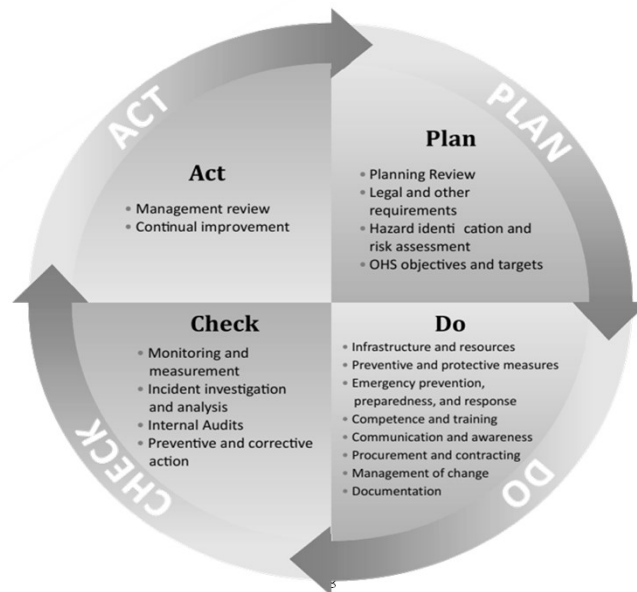 ACT
PLAN
Act
• Management review
• Continual improvement
Plan
• Planning Review
• Legal and other
requirements
• Hazard identi cation and
risk assessment
• OHS objectives and targets
Check
• Monitoring and
measurement
• Incident investigation
and analysis
• Internal Audits
• Preventive and corrective
action
Do
• Infrastructure and resources
• Preventive and protective measures
• Emergency prevention,
preparedness, and response
• Competence and training
• Communication and awareness
• Procurement and contracting
• Management of change
• Documentation
CHECK
DO